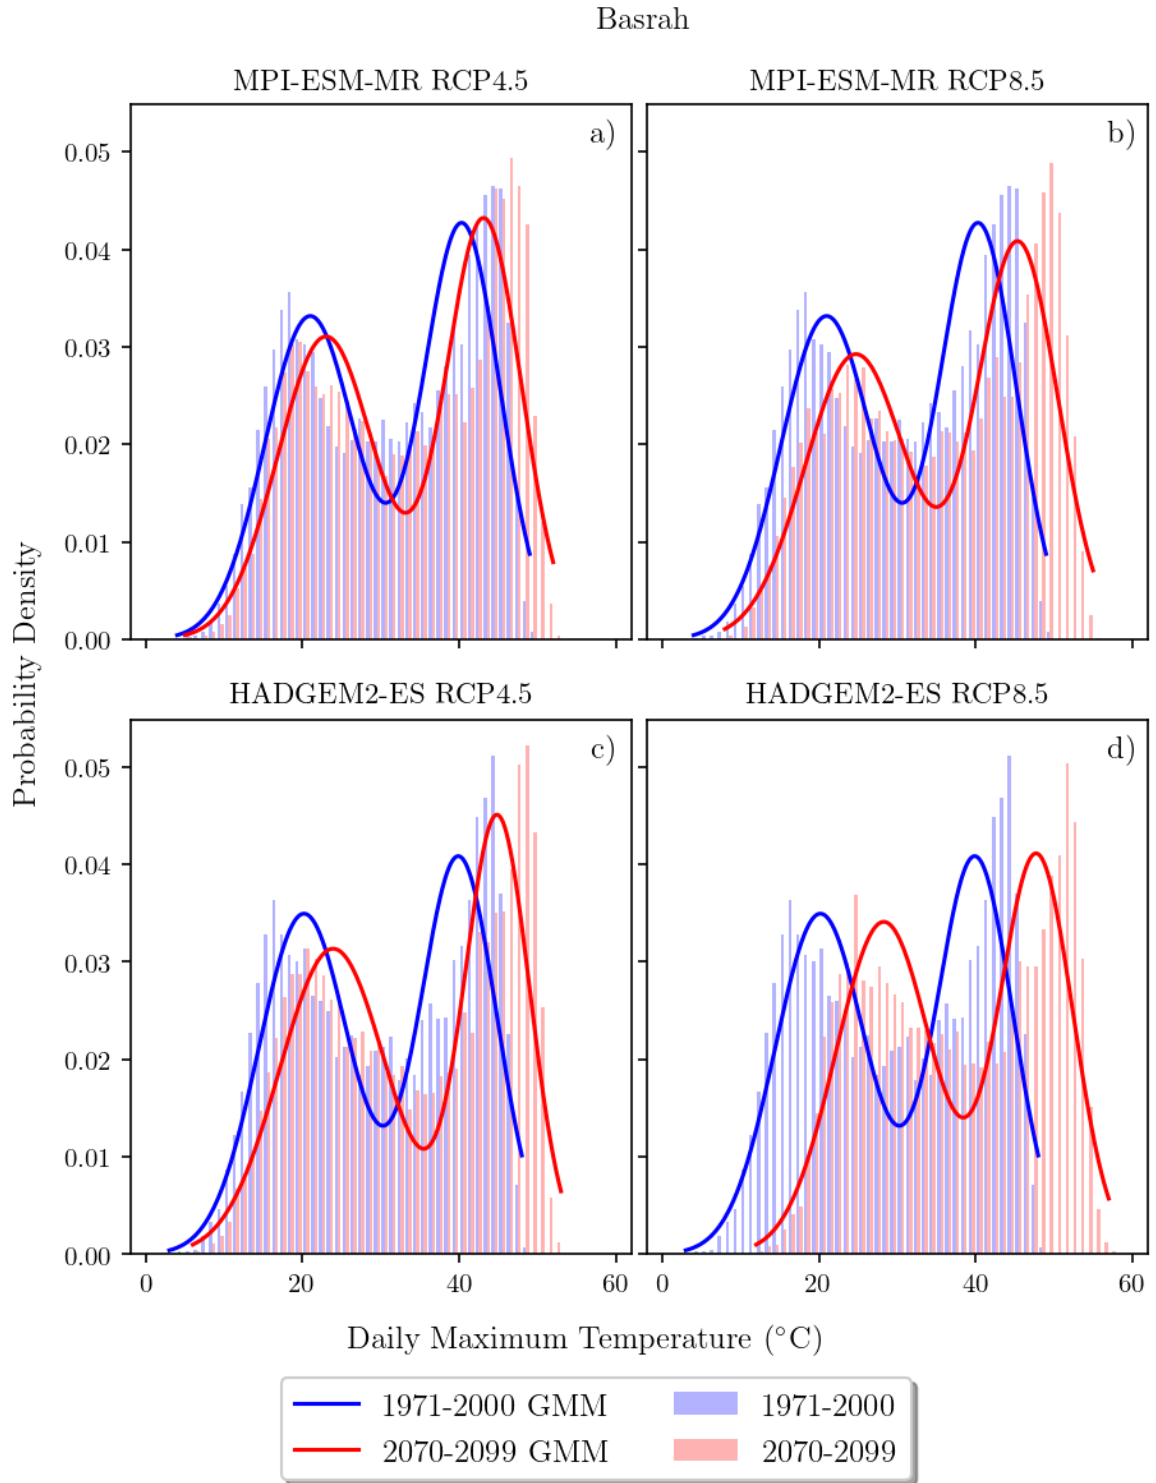 Basrah
MPI-ESM-MR RCP4.5
MPI-ESM-MR RCP8.5
a)
b)
0.05
0.04
0.03
0.02
0.01
0.00
HADGEM2-ES RCP4.5
HADGEM2-ES RCP8.5
c)
d)
0.05
0.04
0.03
0.02
0.01
0.00
Probability Density
0 20 40 60
0 20 40 60
Daily Maximum Temperature (°C)
1971-2000 GMM
1971-2000
2070-2099 GMM
2070-2099